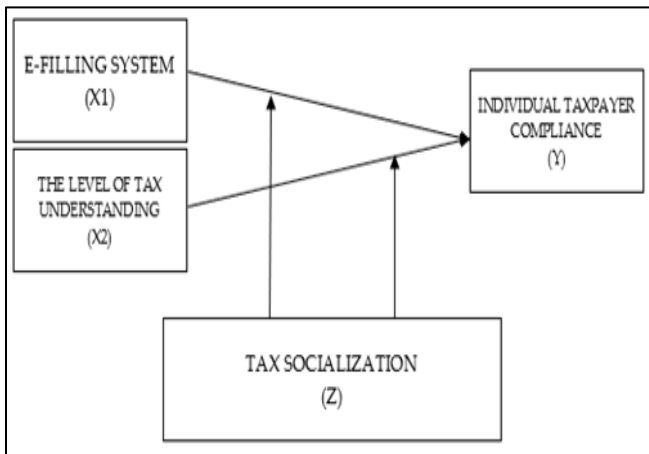 E-FILLING SYSTEM
(X1)
THE LEVEL OF TAX
UNDERSTANDING
(X2)
INDIVIDUAL TAXPAYER
COMPLIANCE
(Y)
TAX SOCIALIZATION
(Z)